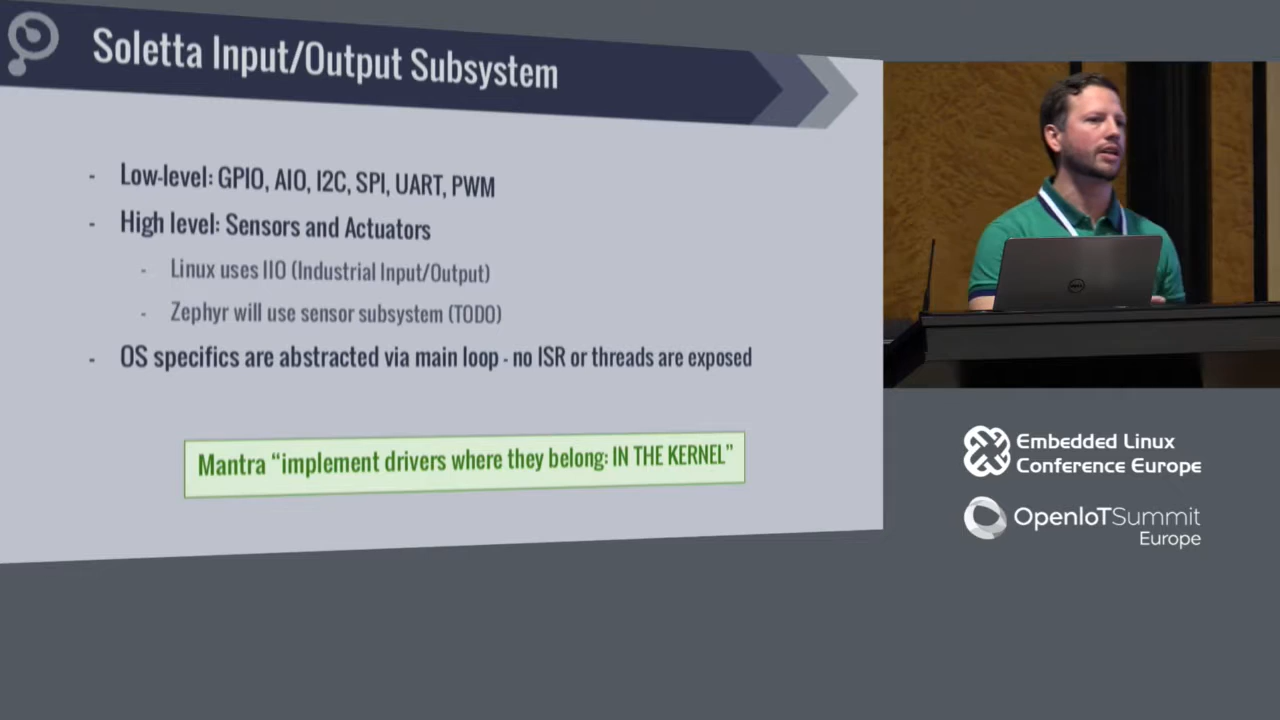 Soletta Input/Output Subsystem
- Low-level: GPIO, AIO, I2C, SPI, UART, PWM
- High level: Sensors and Actuators
- Linux uses IIO (Industrial Input/Output)
- Zephyr will use sensor subsystem (TODO)
- OS specifics are abstracted via main loop - no ISR or threads are exposed
Mantra “implement drivers where they belong: IN THE KERNEL”
DELL
Embedded Linux
Conference Europe
OpenIoTSummit
Europe